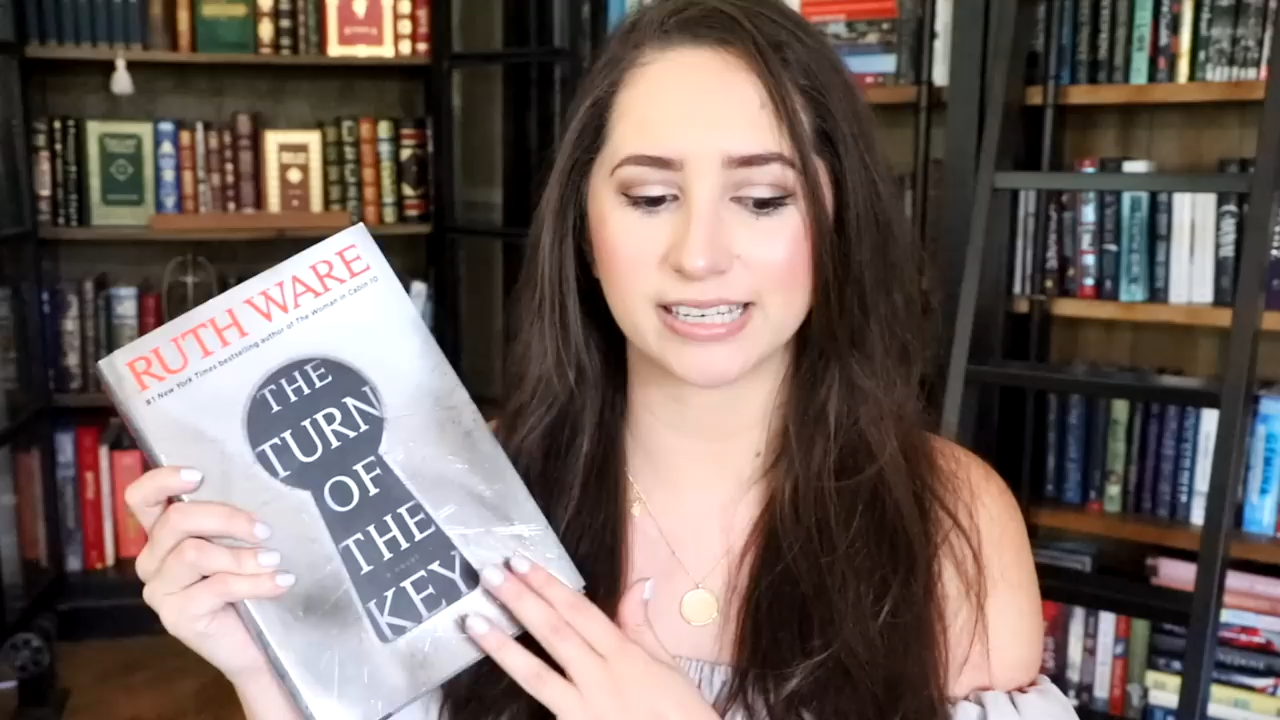 RUTH WARE
#1 New York Times bestselling author of The Woman in Cabin 10
THE
TURN
OF
THE
a novel
KEY